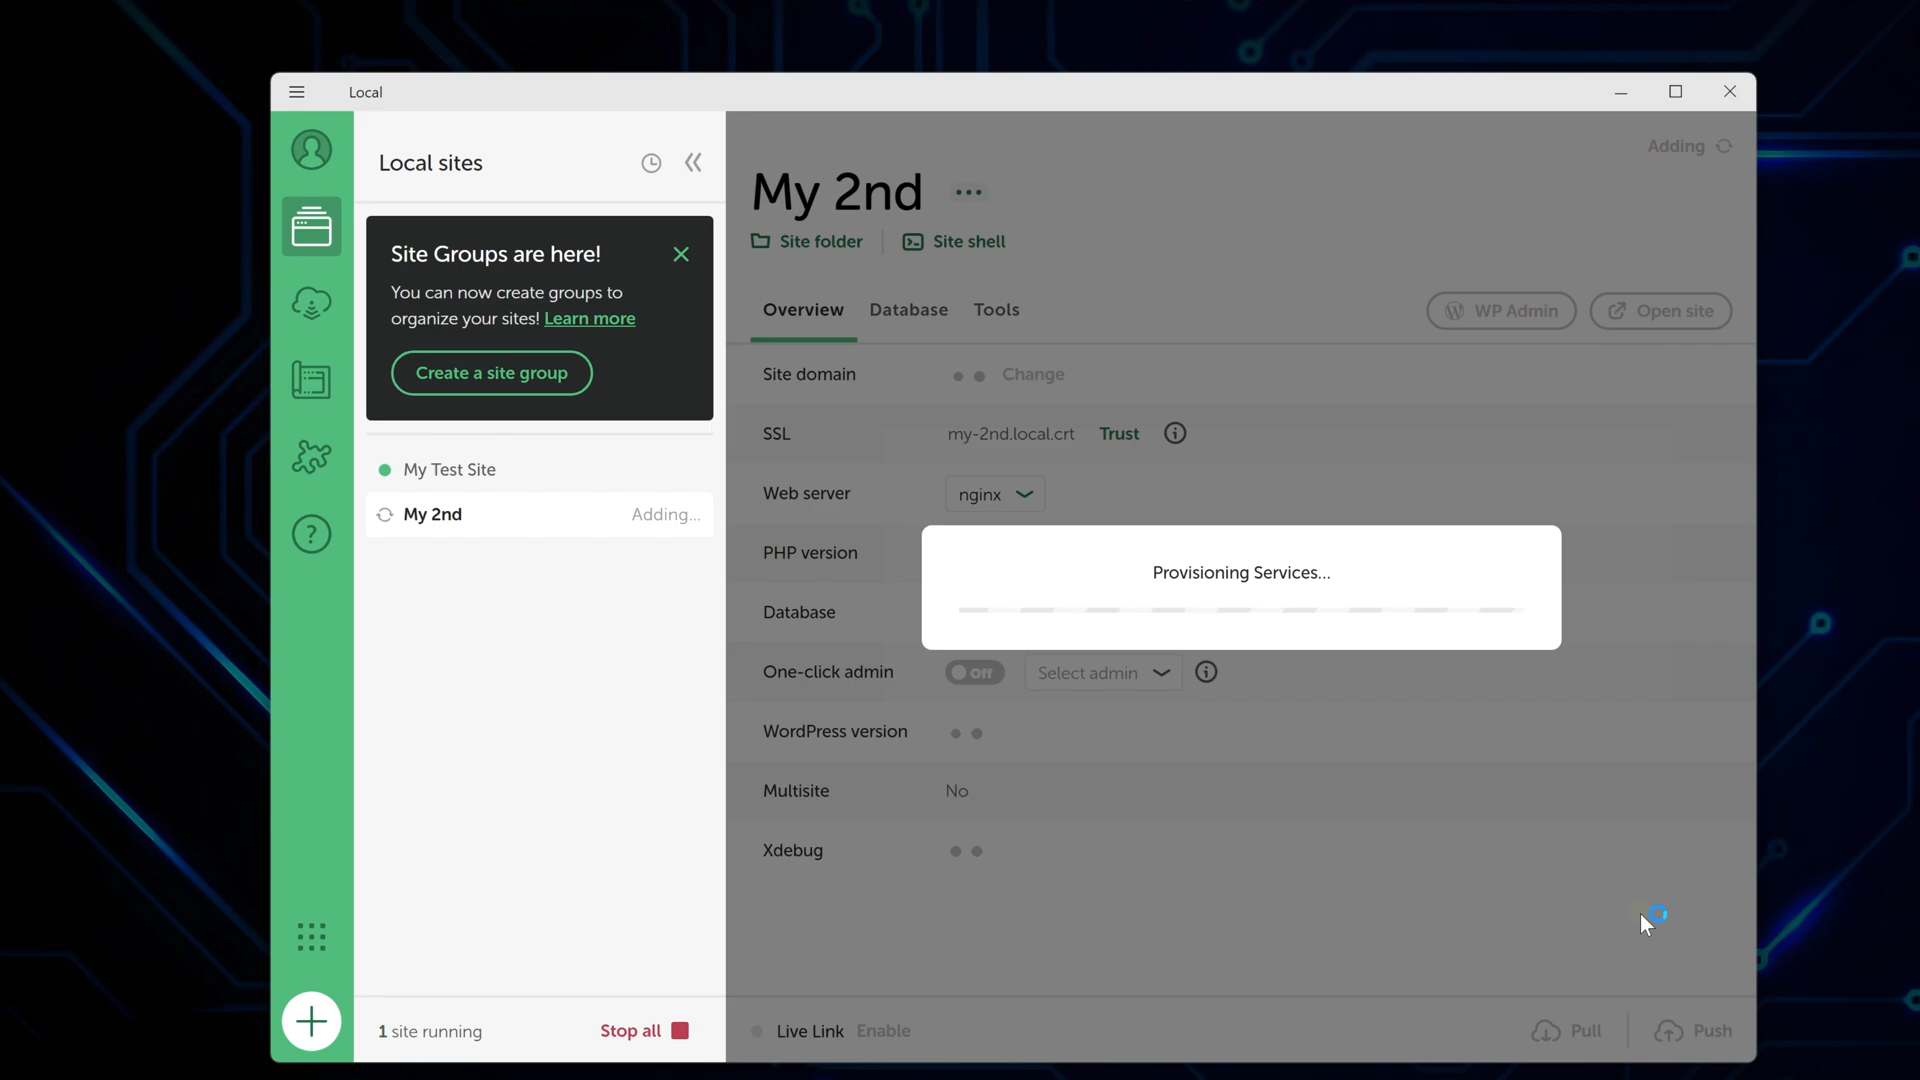 Local
Local sites
Site Groups are here!
You can now create groups to
organize your sites! Learn more
Create a site group
My Test Site
My 2nd Adding...
1 site running Stop all
Adding
My 2nd ...
Site folder Site shell
Overview Database Tools WP Admin Open site
Site domain Change
SSL my-2nd.local.crt Trust
Web server nginx
PHP version
Provisioning Services...
Database
One-click admin Off Select admin
WordPress version
Multisite No
Xdebug
Live Link Enable Pull Push